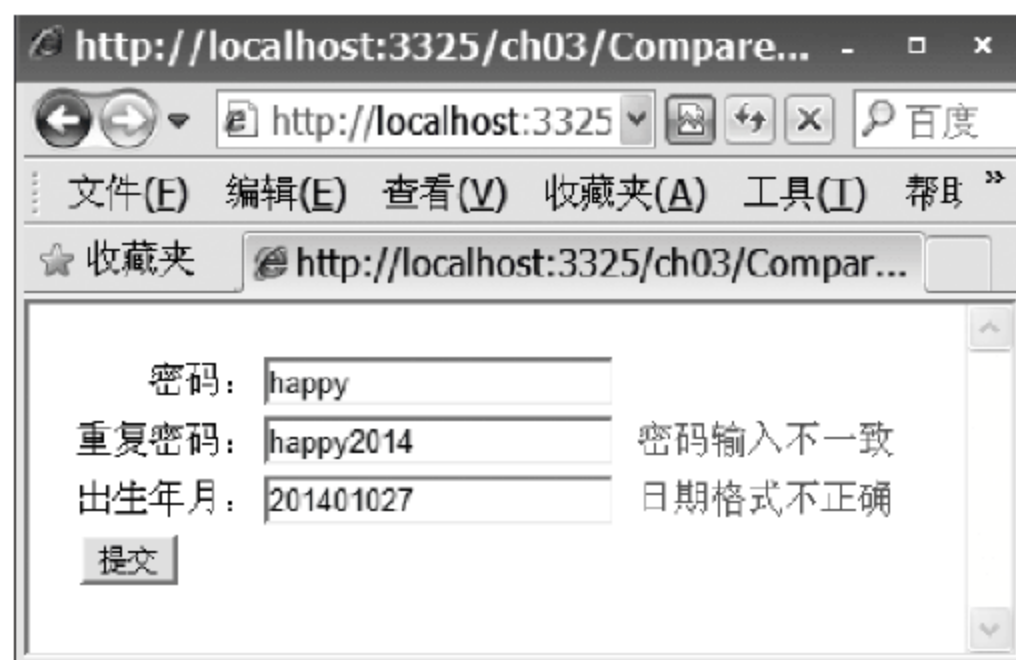 http://localhost:3325/ch03/Compare...
http://localhost:3325 百度
文件(F) 编辑(E) 查看(V) 收藏夹(A) 工具(T) 帮助 »
收藏夹 http://localhost:3325/ch03/Compar...
密码: happy
重复密码: happy2014 密码输入不一致
出生年月: 201401027 日期格式不正确
提交